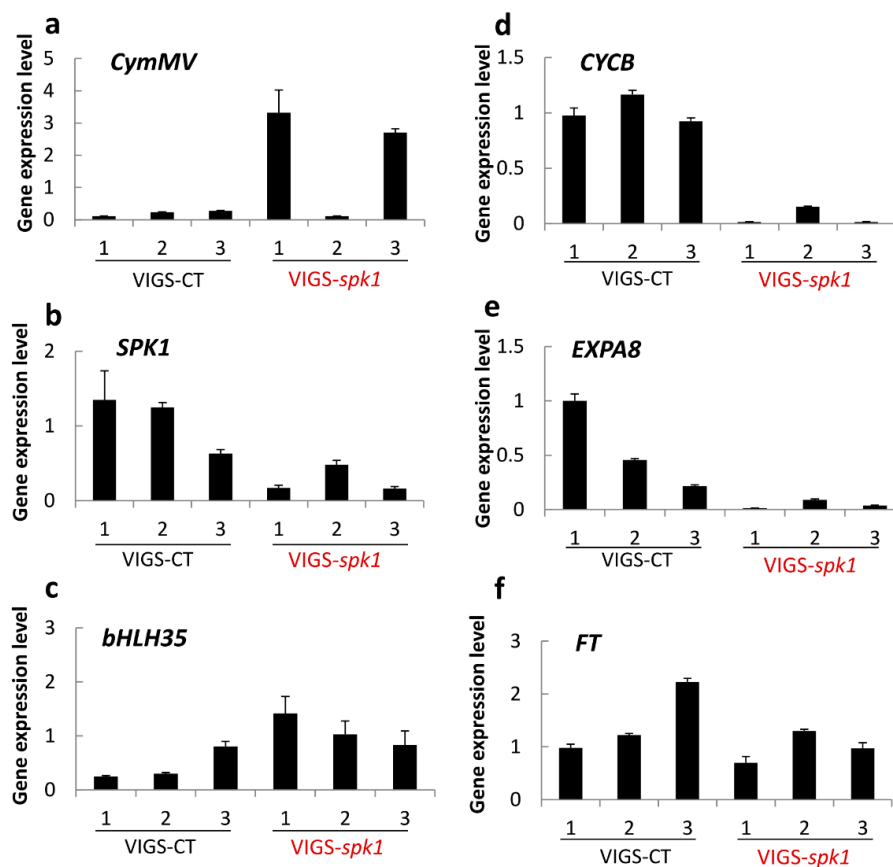 a
CymMV
Gene expression level
5
4
3
2
1
0
1 2 3 1 2 3
VIGS-CT VIGS-spk1
b
SPK1
Gene expression level
2
1
0
1 2 3 1 2 3
VIGS-CT VIGS-spk1
c
bHLH35
Gene expression level
3
2
1
0
1 2 3 1 2 3
VIGS-CT VIGS-spk1
d
CYCB
Gene expression level
1.5
1
0.5
0
1 2 3 1 2 3
VIGS-CT VIGS-spk1
e
EXPA8
Gene expression level
1.5
1
0.5
0
1 2 3 1 2 3
VIGS-CT VIGS-spk1
f
FT
Gene expression level
3
2
1
0
1 2 3 1 2 3
VIGS-CT VIGS-spk1